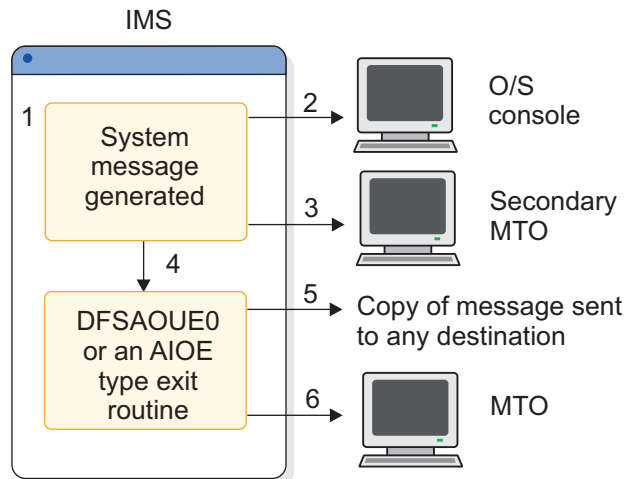 IMS
1
System
message
generated
2
O/S
console
3
Secondary
MTO
4
DFSAOUE0
or an AIOE
type exit
routine
5
Copy of message sent
to any destination
6
MTO